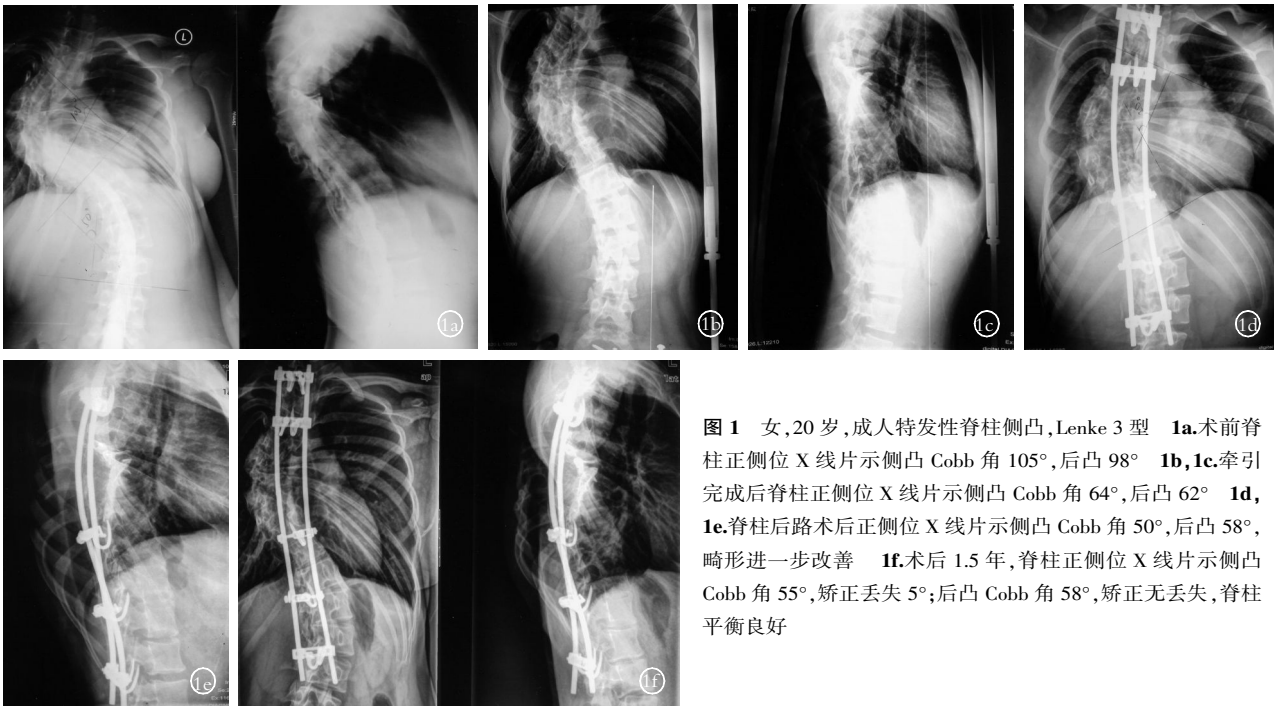 L
1a
1b
1c
1d
1e
ap
1f
图 1 女,20 岁,成人特发性脊柱侧凸,Lenke 3 型 1a.术前脊
柱正侧位 X 线片示侧凸 Cobb 角 105°,后凸 98° 1b,1c.牵引
完成后脊柱正侧位 X 线片示侧凸 Cobb 角 64°,后凸 62° 1d,
1e.脊柱后路术后正侧位 X 线片示侧凸 Cobb 角 50°,后凸 58°,
畸形进一步改善 1f.术后 1.5 年,脊柱正侧位 X 线片示侧凸
Cobb 角 55°,矫正丢失 5°;后凸 Cobb 角 58°,矫正无丢失,脊柱
平衡良好